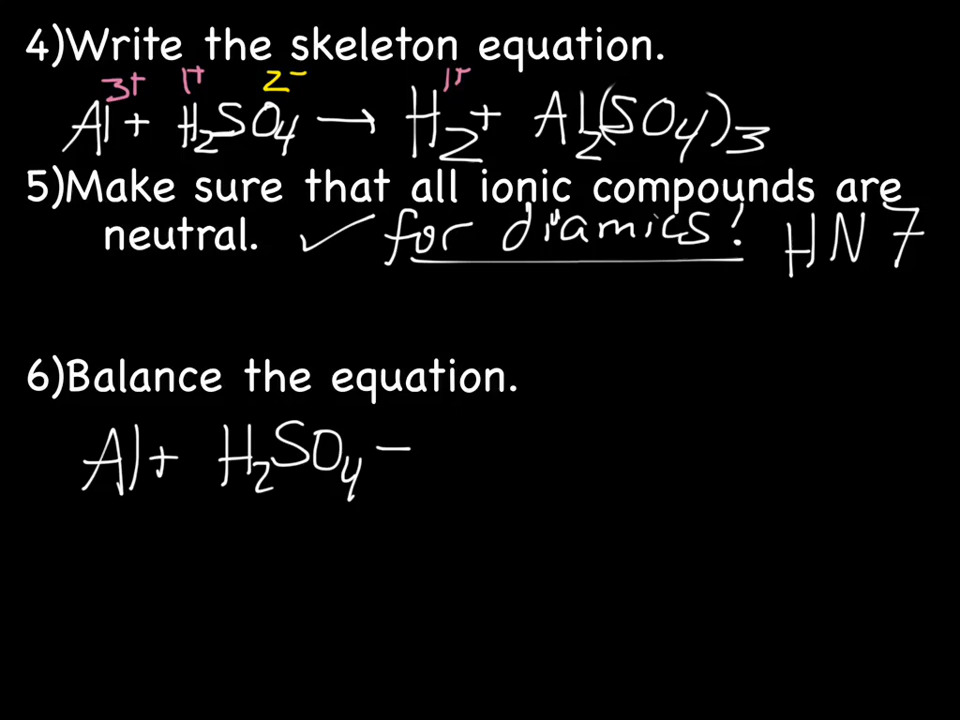 4)Write the skeleton equation.
3+ 1+ 2- 1+
Al + H₂SO₄ → H₂ + Al₂(SO₄)₃
5)Make sure that all ionic compounds are
neutral. ✓ for diamics! HN7
6)Balance the equation.
Al + H₂SO₄ -